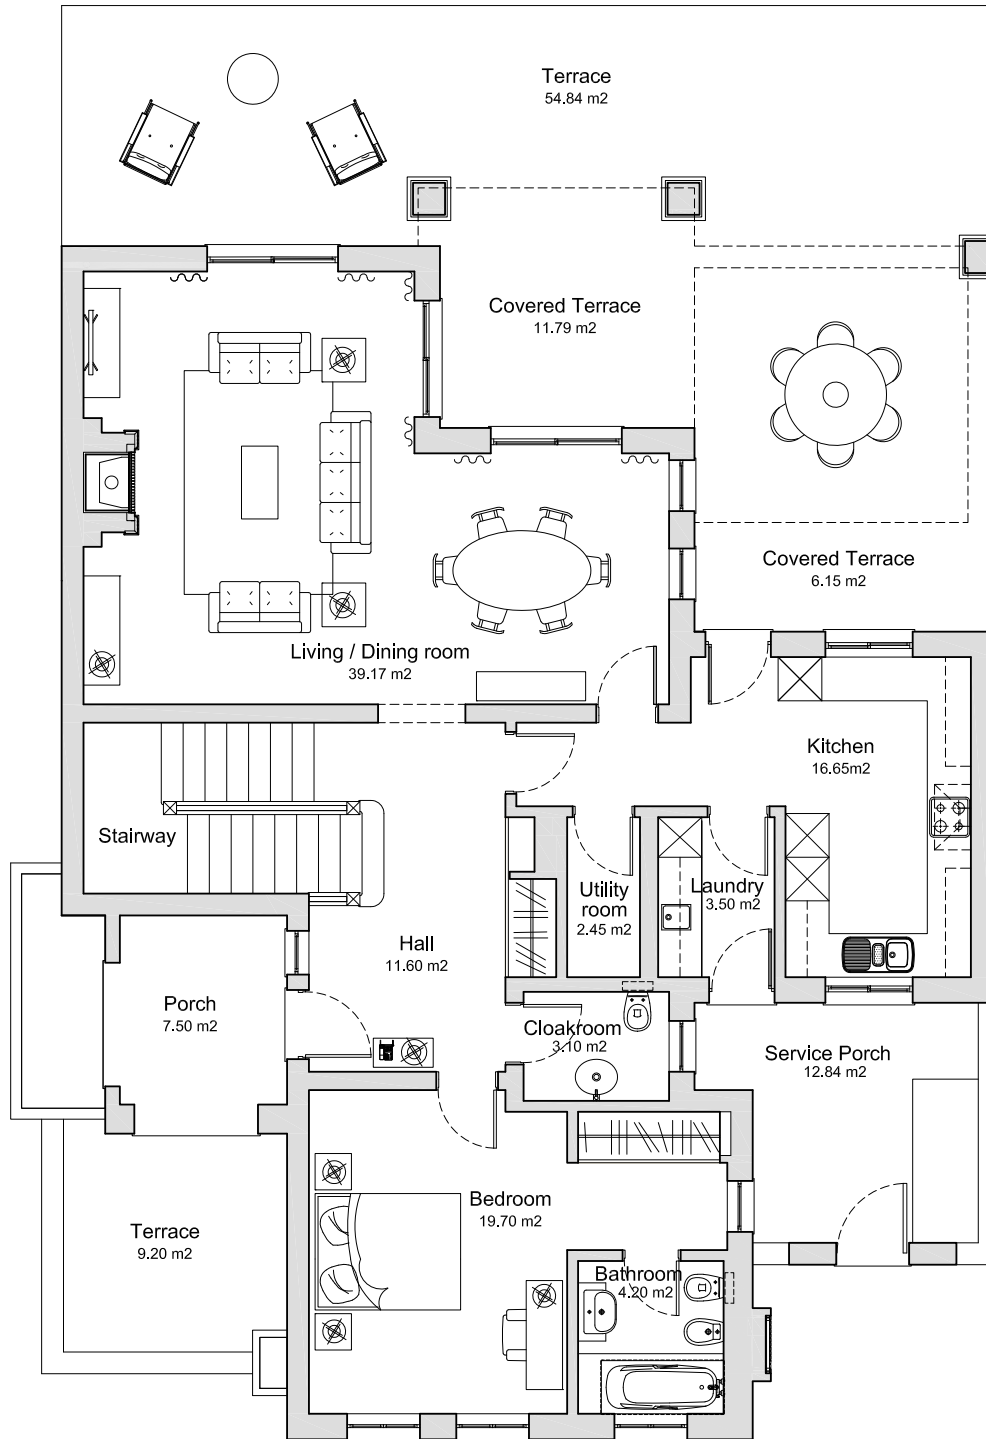 Terrace
54.84 m2
Covered Terrace
11.79 m2
Covered Terrace
6.15 m2
Living / Dining room
39.17 m2
Kitchen
16.65m2
Stairway
Utility
room
2.45 m2
Laundry
3.50 m2
Hall
11.60 m2
Porch
7.50 m2
Cloakroom
3.10 m2
Service Porch
12.84 m2
Bedroom
19.70 m2
Terrace
9.20 m2
Bathroom
4.20 m2